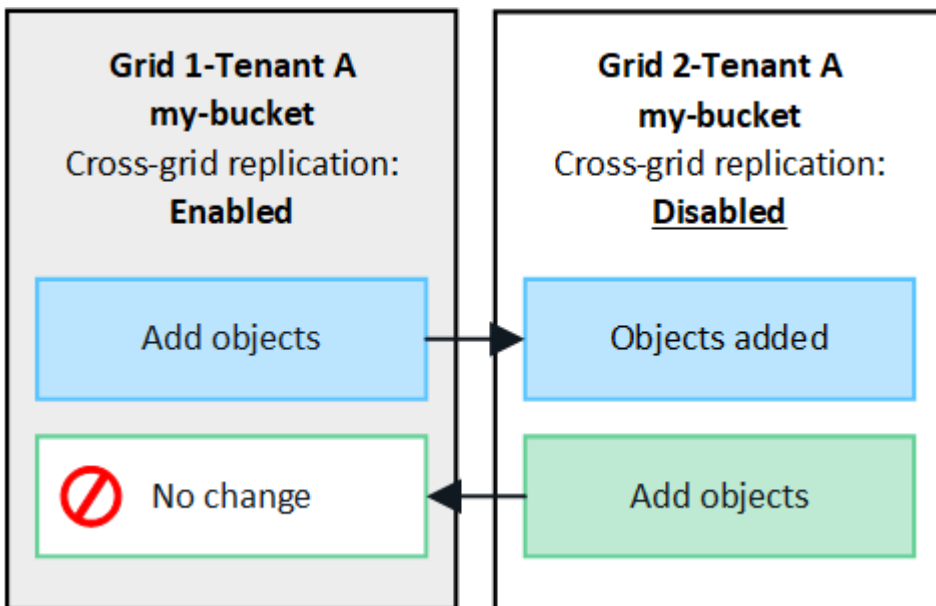 Grid 1-Tenant A
my-bucket
Cross-grid replication:
Enabled
Add objects
No change
Grid 2-Tenant A
my-bucket
Cross-grid replication:
Disabled
Objects added
Add objects